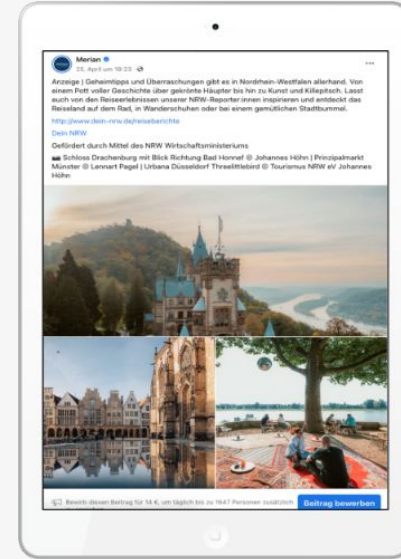 Merian
25. April um 19:23
Anzeige | Geheimtipps und Überraschungen gibt es in Nordrhein-Westfalen allerhand. Von
einem Pott voller Geschichte über gekrönte Häupter bis hin zu Kunst und Killepitsch. Lasst
euch von den Reiseerlebnissen unserer NRW-Reporter:innen inspirieren und entdeckt das
Reiseland auf dem Rad, in Wanderschuhen oder bei einem gemütlichen Stadtbummel.
http://www.dein-nrw.de/reiseberichte
Dein NRW
Gefördert durch Mittel des NRW Wirtschaftsministeriums
Schloss Drachenburg mit Blick Richtung Bad Honnef © Johannes Höhn | Prinzipalmarkt
Münster © Lennart Pagel | Urbana Düsseldorf Threelittlebird © Tourismus NRW eV Johannes
Höhn
Bewirb diesen Beitrag für 14 €, um täglich bis zu 1647 Personen zusätzlich
Beitrag bewerben